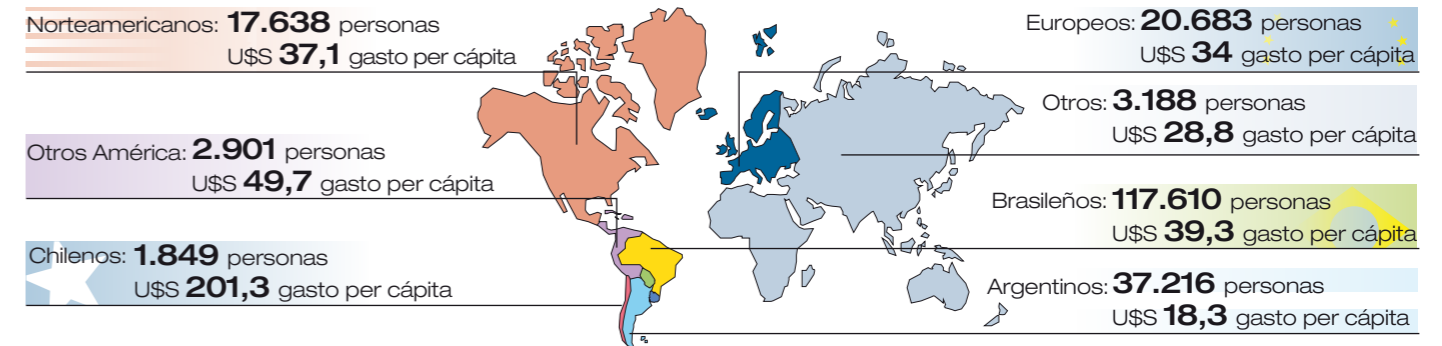 Norteamericanos: 17.638 personas
U$S 37,1 gasto per cápita
Otros América: 2.901 personas
U$S 49,7 gasto per cápita
Chilenos: 1.849 personas
U$S 201,3 gasto per cápita
Europeos: 20.683 personas
U$S 34 gasto per cápita
Otros: 3.188 personas
U$S 28,8 gasto per cápita
Brasileños: 117.610 personas
U$S 39,3 gasto per cápita
Argentinos: 37.216 personas
U$S 18,3 gasto per cápita